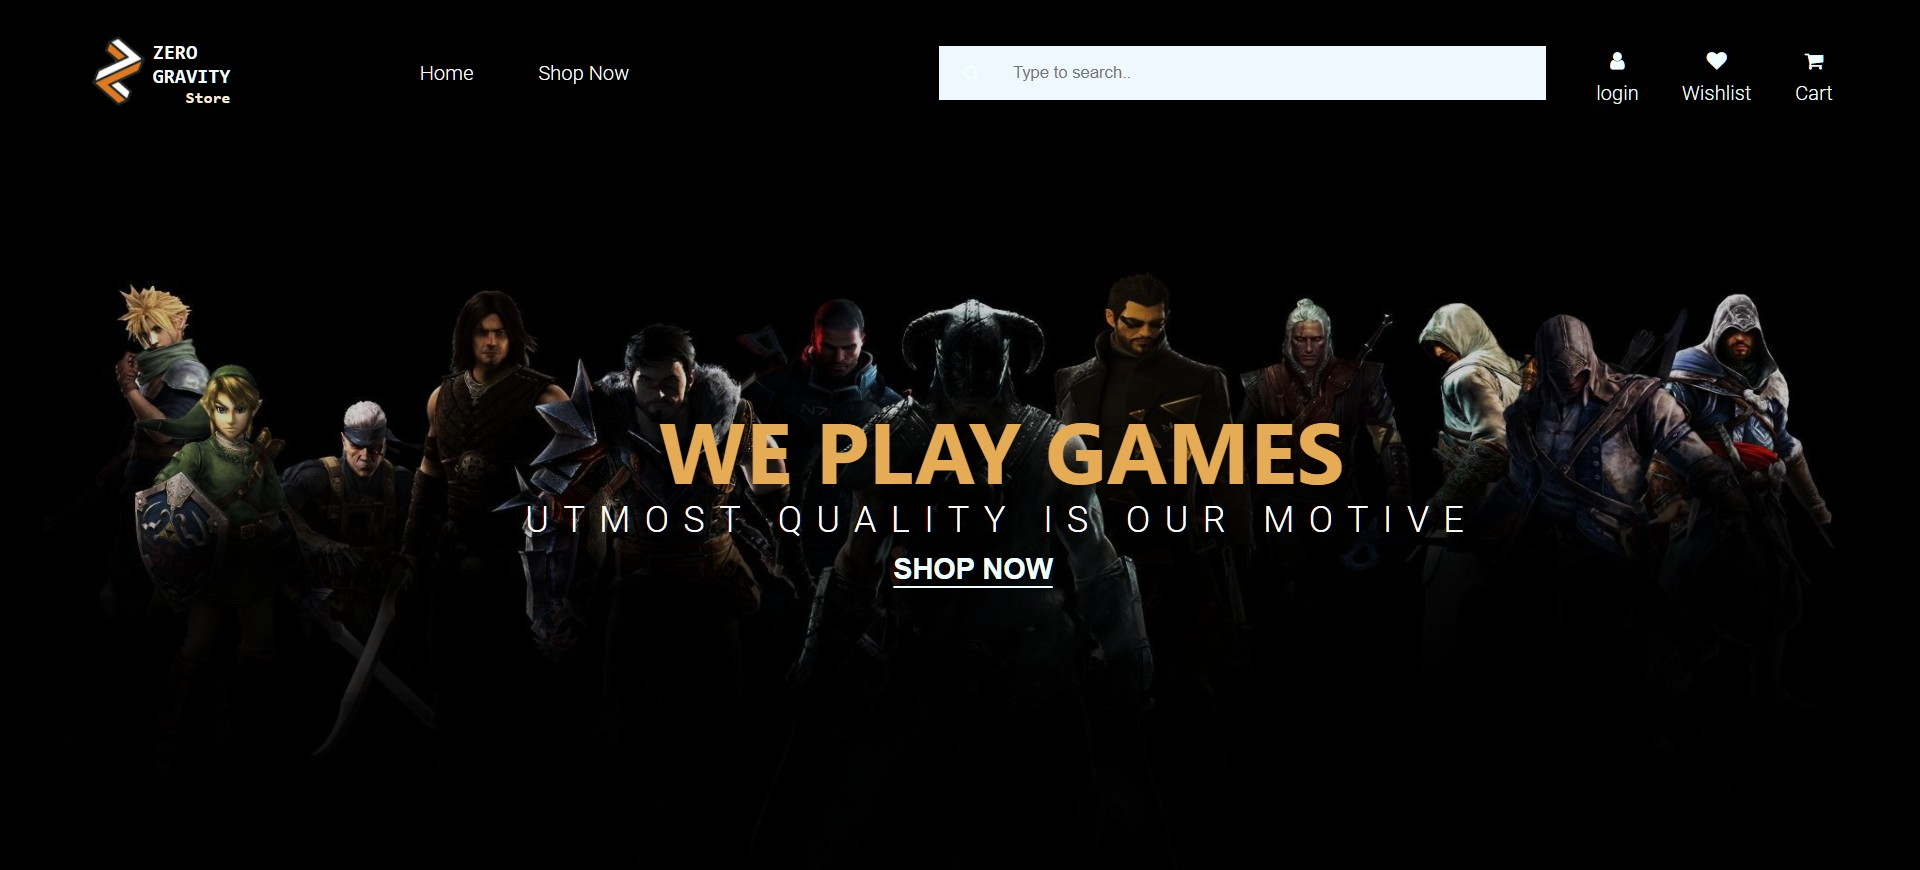 ZERO
GRAVITY
Store
Home
Shop Now
Type to search..
login
Wishlist
Cart
N7
WE PLAY GAMES
UTMOST QUALITY IS OUR MOTIVE
SHOP NOW